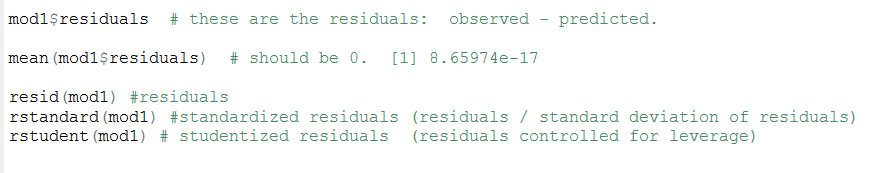 mod1$residuals  # these are the residuals:  observed - predicted.
mean(mod1$residuals)  # should be 0.  [1] 8.65974e-17
resid(mod1) #residuals
rstandard(mod1) #standardized residuals (residuals / standard deviation of residuals)
rstudent(mod1) # studentized residuals  (residuals controlled for leverage)